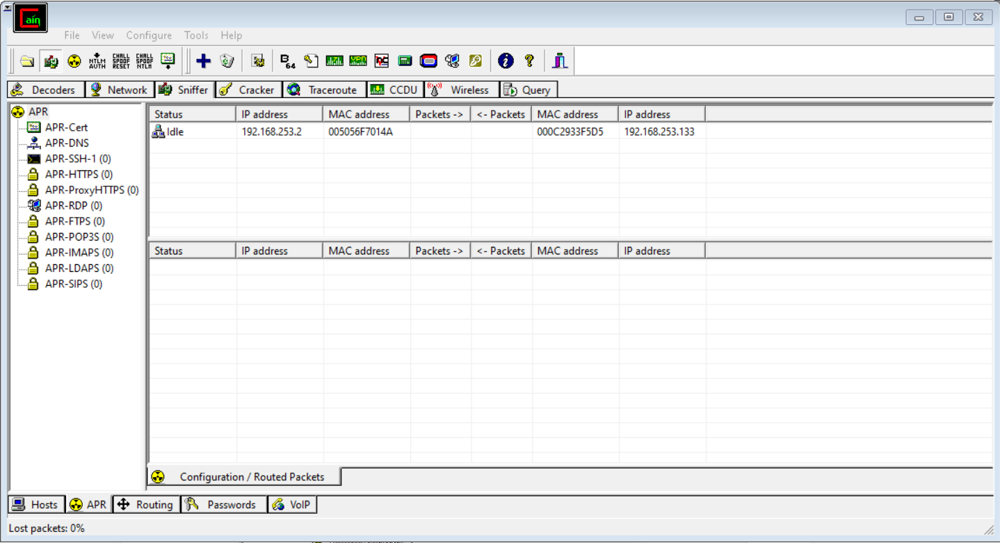 Cain
File View Configure Tools Help
NTLM AUTH CHALL SPOOF RESET CHALL SPOOF NTLM B64
Decoders Network Sniffer Cracker Traceroute CCDU Wireless Query
APR
APR-Cert
APR-DNS
APR-SSH-1 (0)
APR-HTTPS (0)
APR-ProxyHTTPS (0)
APR-RDP (0)
APR-FTPS (0)
APR-POP3S (0)
APR-IMAPS (0)
APR-LDAPS (0)
APR-SIPS (0)
Status IP address MAC address Packets -> <- Packets MAC address IP address
Idle 192.168.253.2 005056F7014A 000C2933F5D5 192.168.253.133
Status IP address MAC address Packets -> <- Packets MAC address IP address
Configuration / Routed Packets
Hosts APR Routing Passwords VoIP
Lost packets: 0%